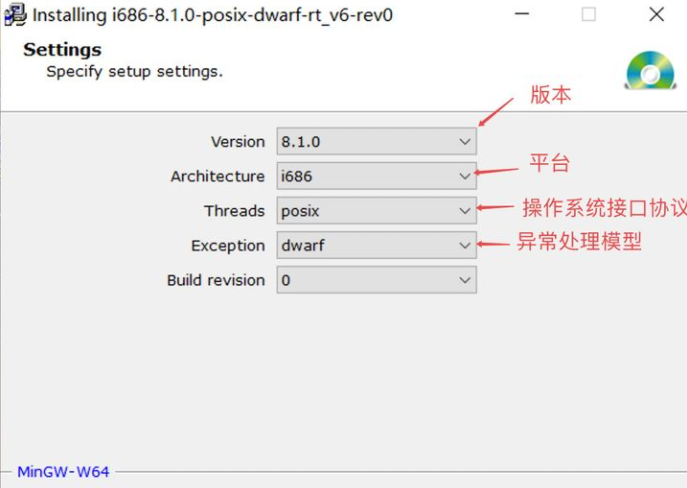 Installing i686-8.1.0-posix-dwarf-rt_v6-rev0
Settings
Specify setup settings.
版本
Version 8.1.0
平台
Architecture i686
Threads posix
操作系统接口协议
Exception dwarf
异常处理模型
Build revision 0
MinGW-W64